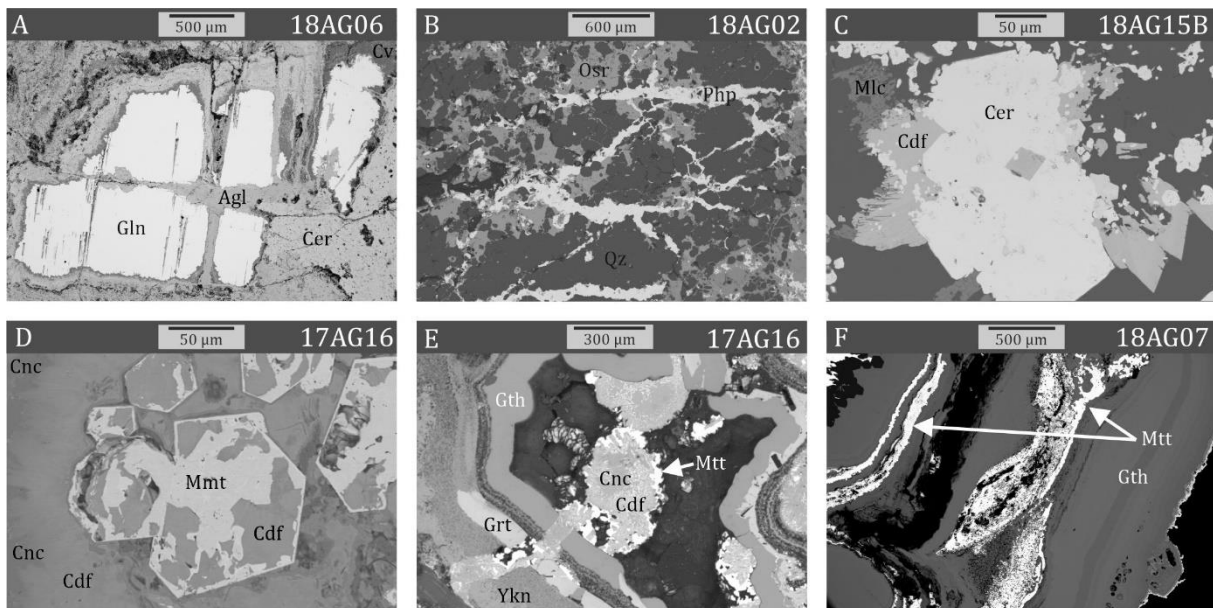 A 500 µm 18AG06
Cv
Agl
Gln
Cer
B 600 µm 18AG02
Osr
Php
Qz
C 50 µm 18AG15B
Mlc
Cer
Cdf
D 50 µm 17AG16
Cnc
Mmt
Cdf
Cnc
Cdf
E 300 µm 17AG16
Gth
Mtt
Cnc
Cdf
Grt
Ykn
F 500 µm 18AG07
Mtt
Gth